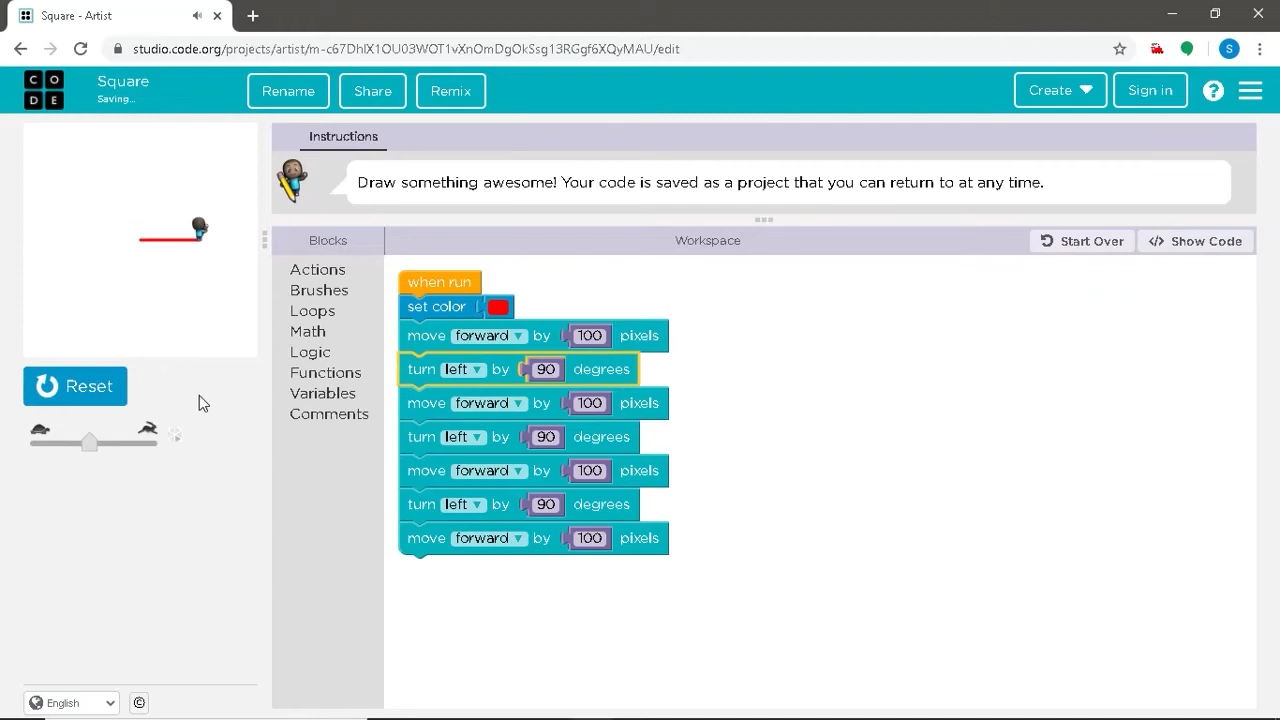 Square - Artist
studio.code.org/projects/artist/m-c67DhIX1OU03WOT1vXnOmDgOkSsg13RGgf6XQyMAU/edit
S
C O
D E
Square
Saving...
Rename
Share
Remix
Create
Sign in
?
Instructions
Draw something awesome! Your code is saved as a project that you can return to at any time.
Blocks
Workspace
Start Over
</> Show Code
Actions
Brushes
Loops
Math
Logic
Functions
Variables
Comments
when run
set color
move forward by 100 pixels
turn left by 90 degrees
move forward by 100 pixels
turn left by 90 degrees
move forward by 100 pixels
turn left by 90 degrees
move forward by 100 pixels
Reset
English
©